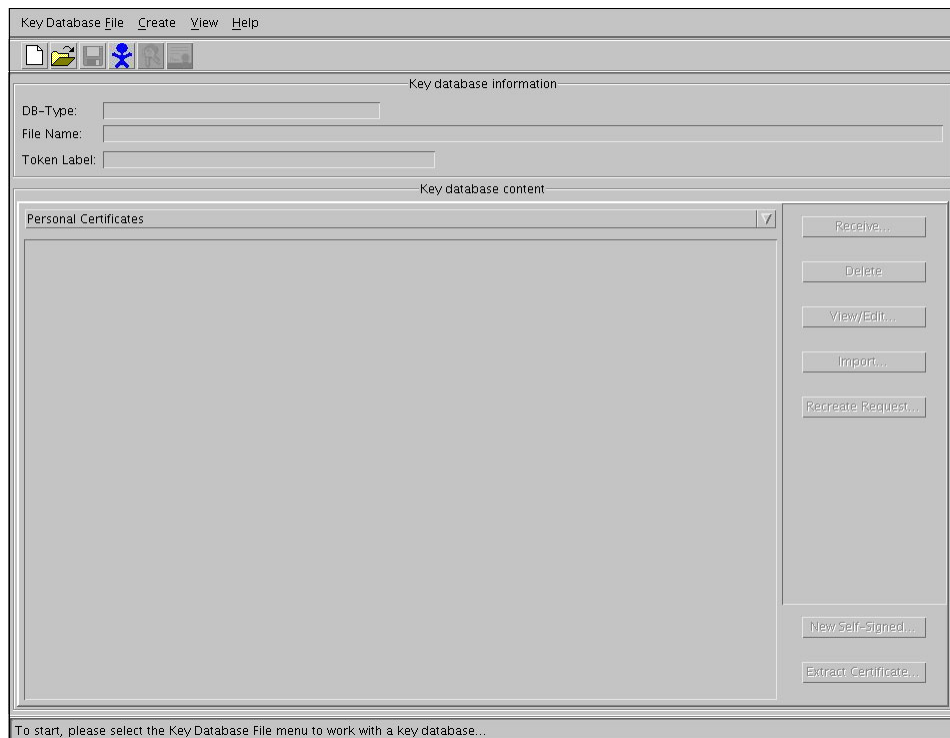 Key Database File Create View Help
Key database information
DB-Type:
File Name:
Token Label:
Key database content
Personal Certificates
Receive...
Delete
View/Edit...
Import...
Recreate Request...
New Self-Signed...
Extract Certificate...
To start, please select the Key Database File menu to work with a key database...